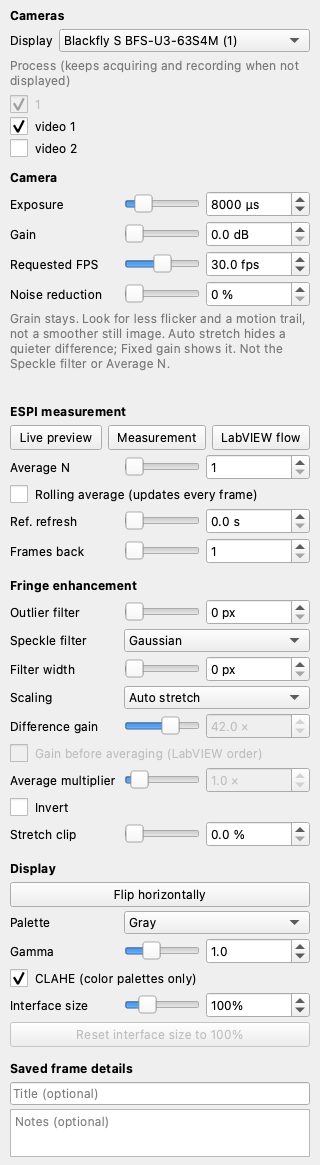 Cameras
Display Blackfly S BFS-U3-63S4M (1)
Process (keeps acquiring and recording when not
displayed)
1
video 1
video 2
Camera
Exposure 8000 µs
Gain 0.0 dB
Requested FPS 30.0 fps
Noise reduction 0 %
Grain stays. Look for less flicker and a motion trail,
not a smoother still image. Auto stretch hides a
quieter difference; Fixed gain shows it. Not the
Speckle filter or Average N.
ESPI measurement
Live preview Measurement LabVIEW flow
Average N 1
Rolling average (updates every frame)
Ref. refresh 0.0 s
Frames back 1
Fringe enhancement
Outlier filter 0 px
Speckle filter Gaussian
Filter width 0 px
Scaling Auto stretch
Difference gain 42.0 ×
Gain before averaging (LabVIEW order)
Average multiplier 1.0 ×
Invert
Stretch clip 0.0 %
Display
Flip horizontally
Palette Gray
Gamma 1.0
CLAHE (color palettes only)
Interface size 100%
Reset interface size to 100%
Saved frame details
Title (optional)
Notes (optional)